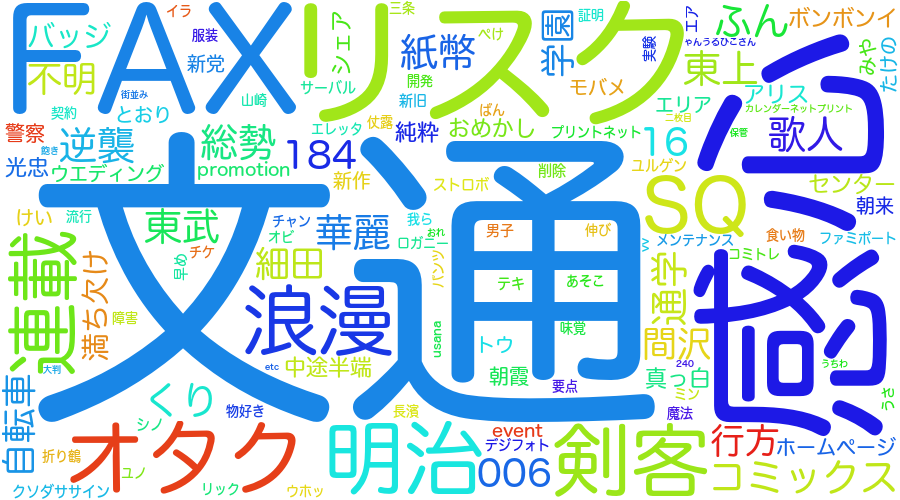 FAX
リスク
文通
惑心
バッジ
不明
イラ
街並み
山崎
とおり
契約
警察
飽き
光忠
逆襲
ウエディング
服装
新党
サーバル
総勢
promotion
エレッタ
184
三条
シェア
紙幣
開発
新旧
仗露
純粋
ぺけ
ぱん
おめかし
新作
ストロボ
学園
証明
モバメ
プリントネット
削除
16
ユルゲン
エア
実験
ゃんうるひこさん
東上
エリア
二枚目
保管
ふん
ボンボンイ
アリス
カレンダーネットプリント
みや
たけの
歌人
センター
朝来
けい
流行
東武
チケ
早め
チャン
オビ
細田
華麗
我ら
おれ
ロガニー
パンツ
男子
伸び
テキ
あそこ
味覚
SQ
メンテナンス
VV
通学
間沢
240
真っ白
ミン
魔法
食い物
ファミポート
コミトレ
うちわ
うさ
連載
満ち欠け
障害
大判
浪漫
etc
中途半端
usana
トウ
朝霞
要点
自転車
くり
シノ
物好き
長濱
折り鶴
オタク
ユノ
クソダササイン
リック
ウホッ
明治
event
デジフォト
006
剣客
行方
ホームページ
コミックス